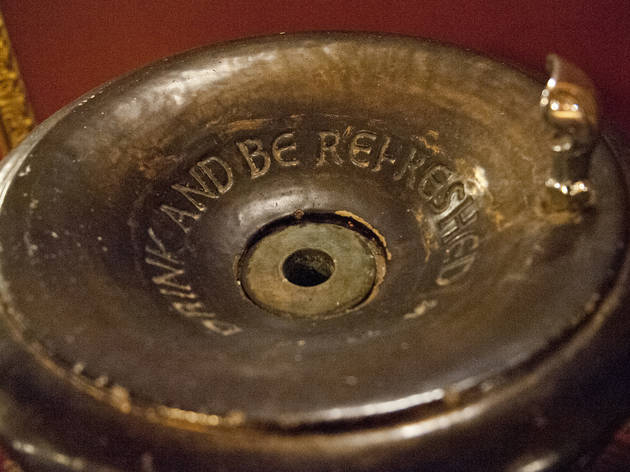 DRINK AND BE REFRESHED